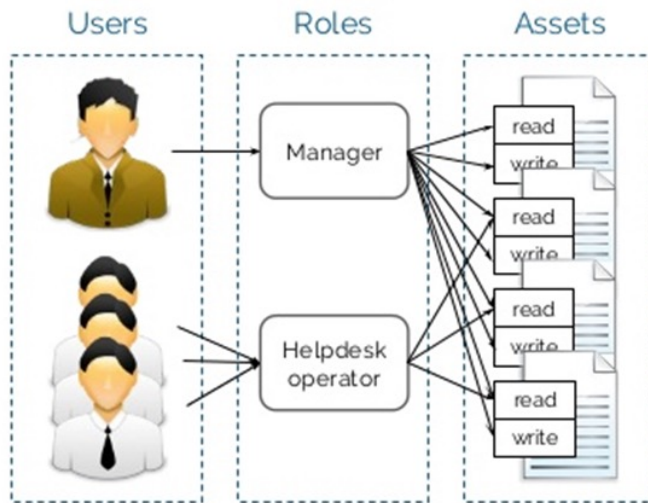 Users
Roles
Assets
Manager
Helpdesk
operator
read
write
read
write
read
write
read
write